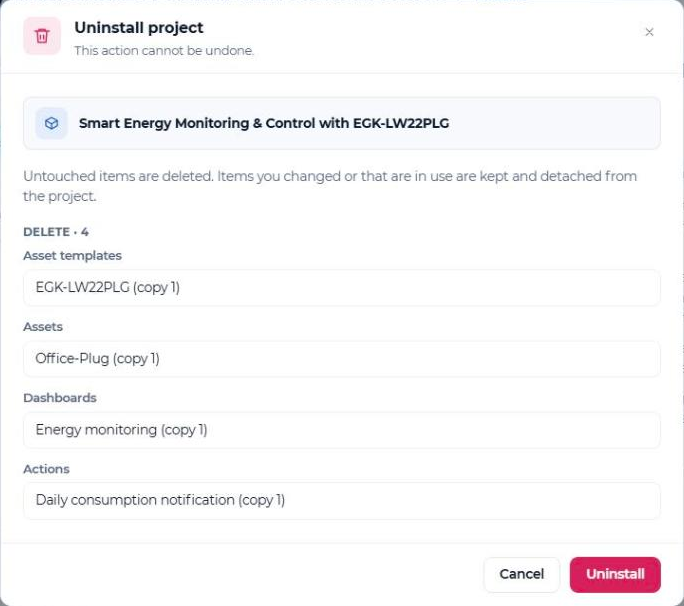 Uninstall project
This action cannot be undone.
Smart Energy Monitoring & Control with EGK-LW22PLG
Untouched items are deleted. Items you changed or that are in use are kept and detached from
the project.
DELETE · 4
Asset templates
EGK-LW22PLG (copy 1)
Assets
Office-Plug (copy 1)
Dashboards
Energy monitoring (copy 1)
Actions
Daily consumption notification (copy 1)
Cancel
Uninstall